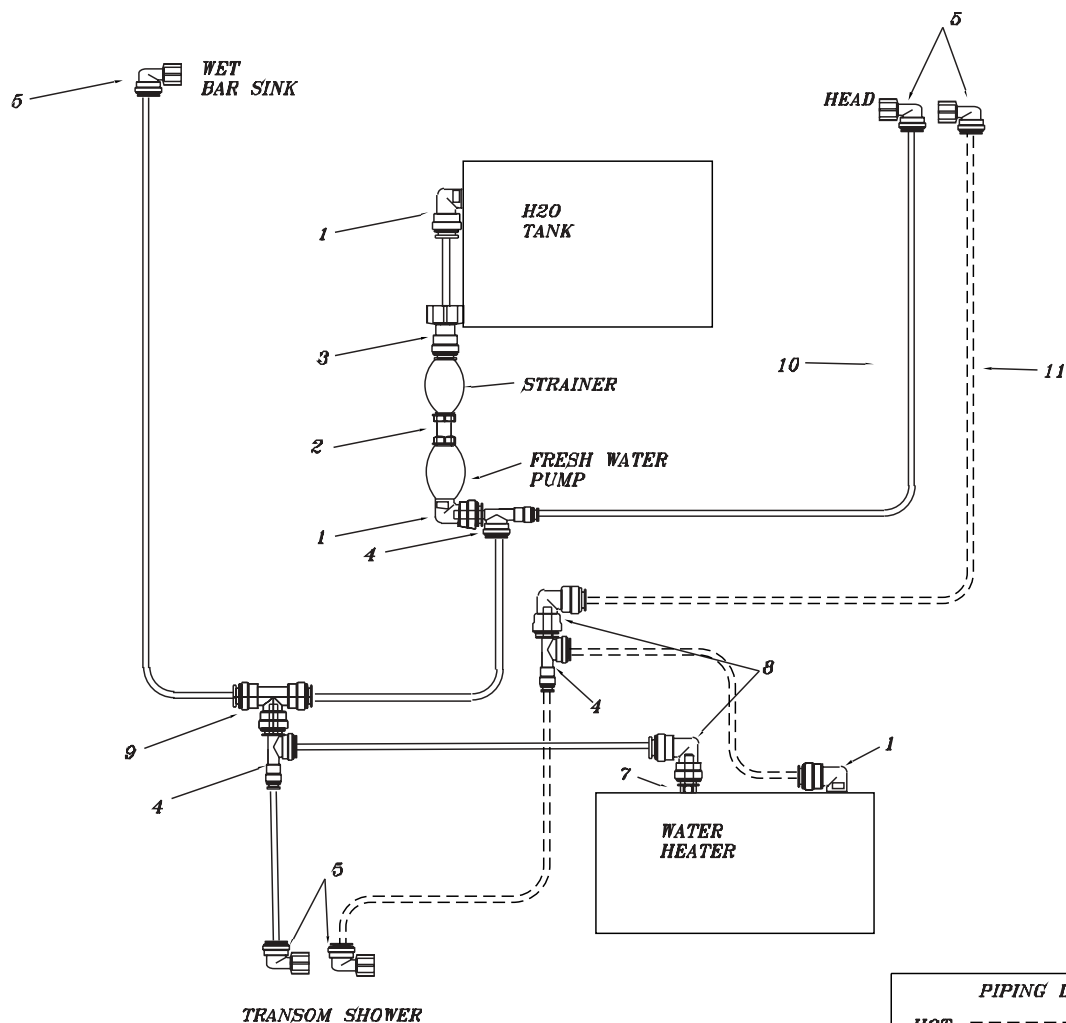 5
5
WET
BAR SINK
HEAD
H2O
TANK
1
3
STRAINER
10
11
2
FRESH WATER
PUMP
1
4
8
4
9
1
7
4
WATER
HEATER
5
PIPING
TRANSOM SHOWER
HOT